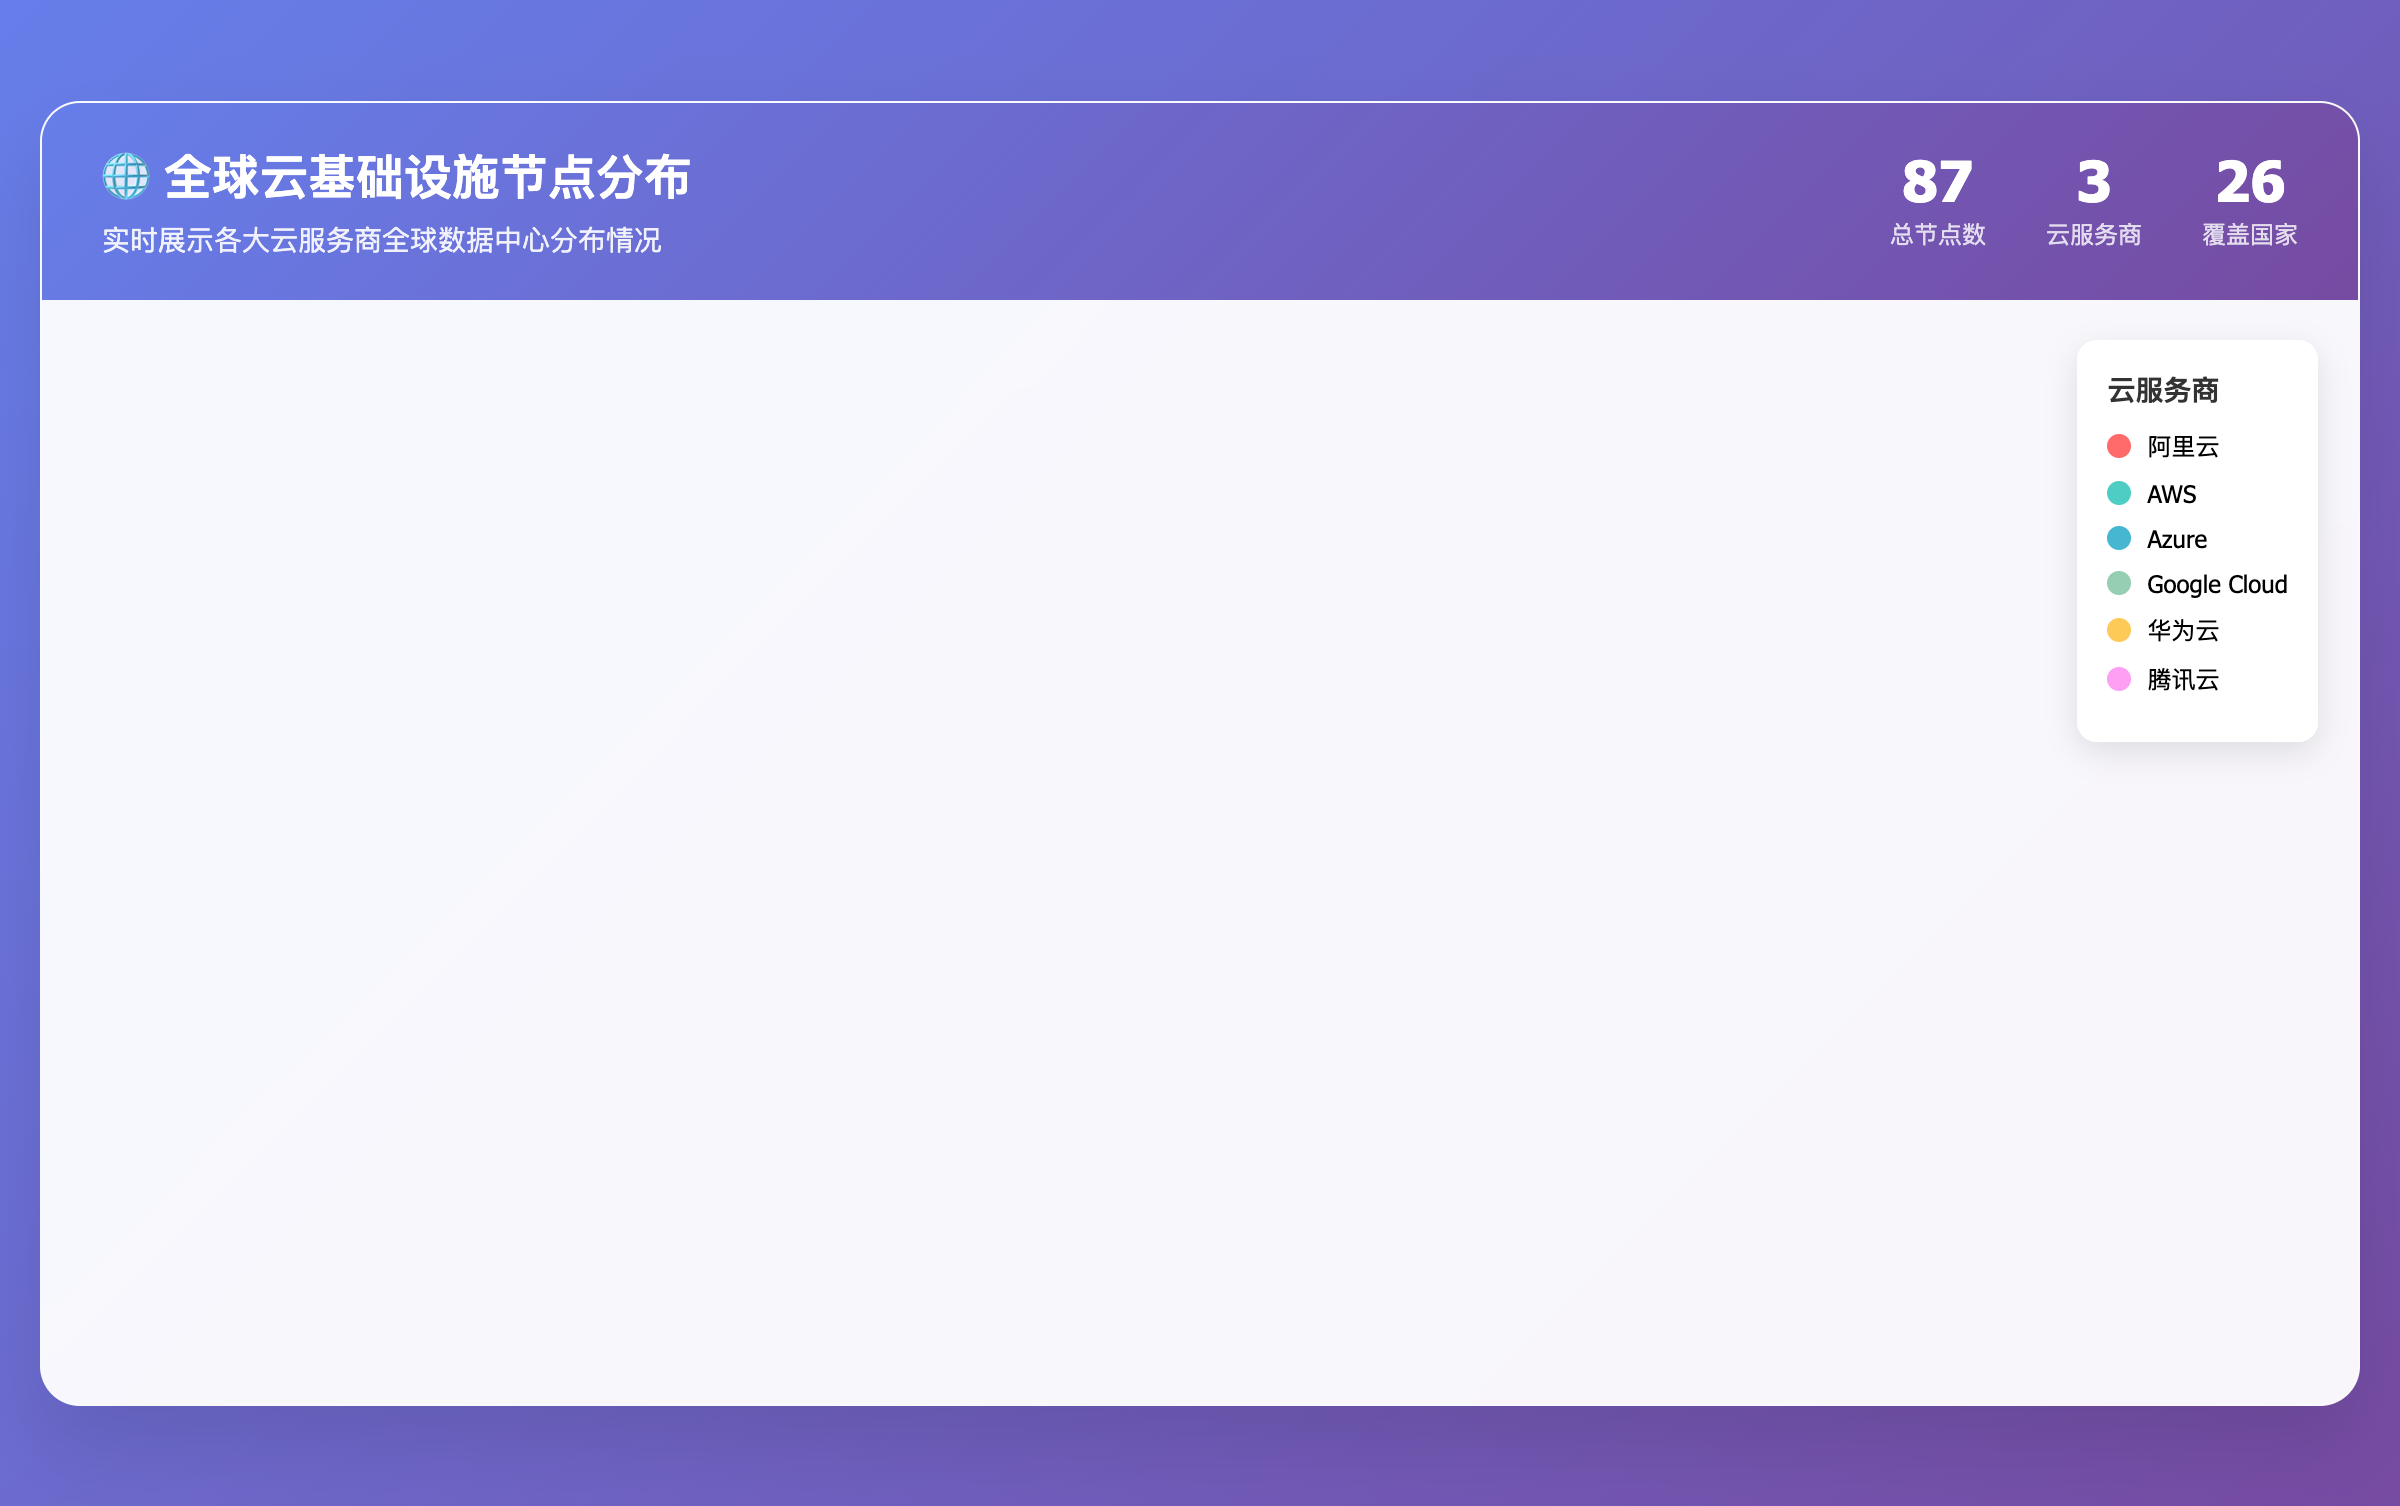 🌐 全球云基础设施节点分布
实时展示各大云服务商全球数据中心分布情况
87
总节点数
3
云服务商
26
覆盖国家
云服务商
阿里云
AWS
Azure
Google Cloud
华为云
腾讯云